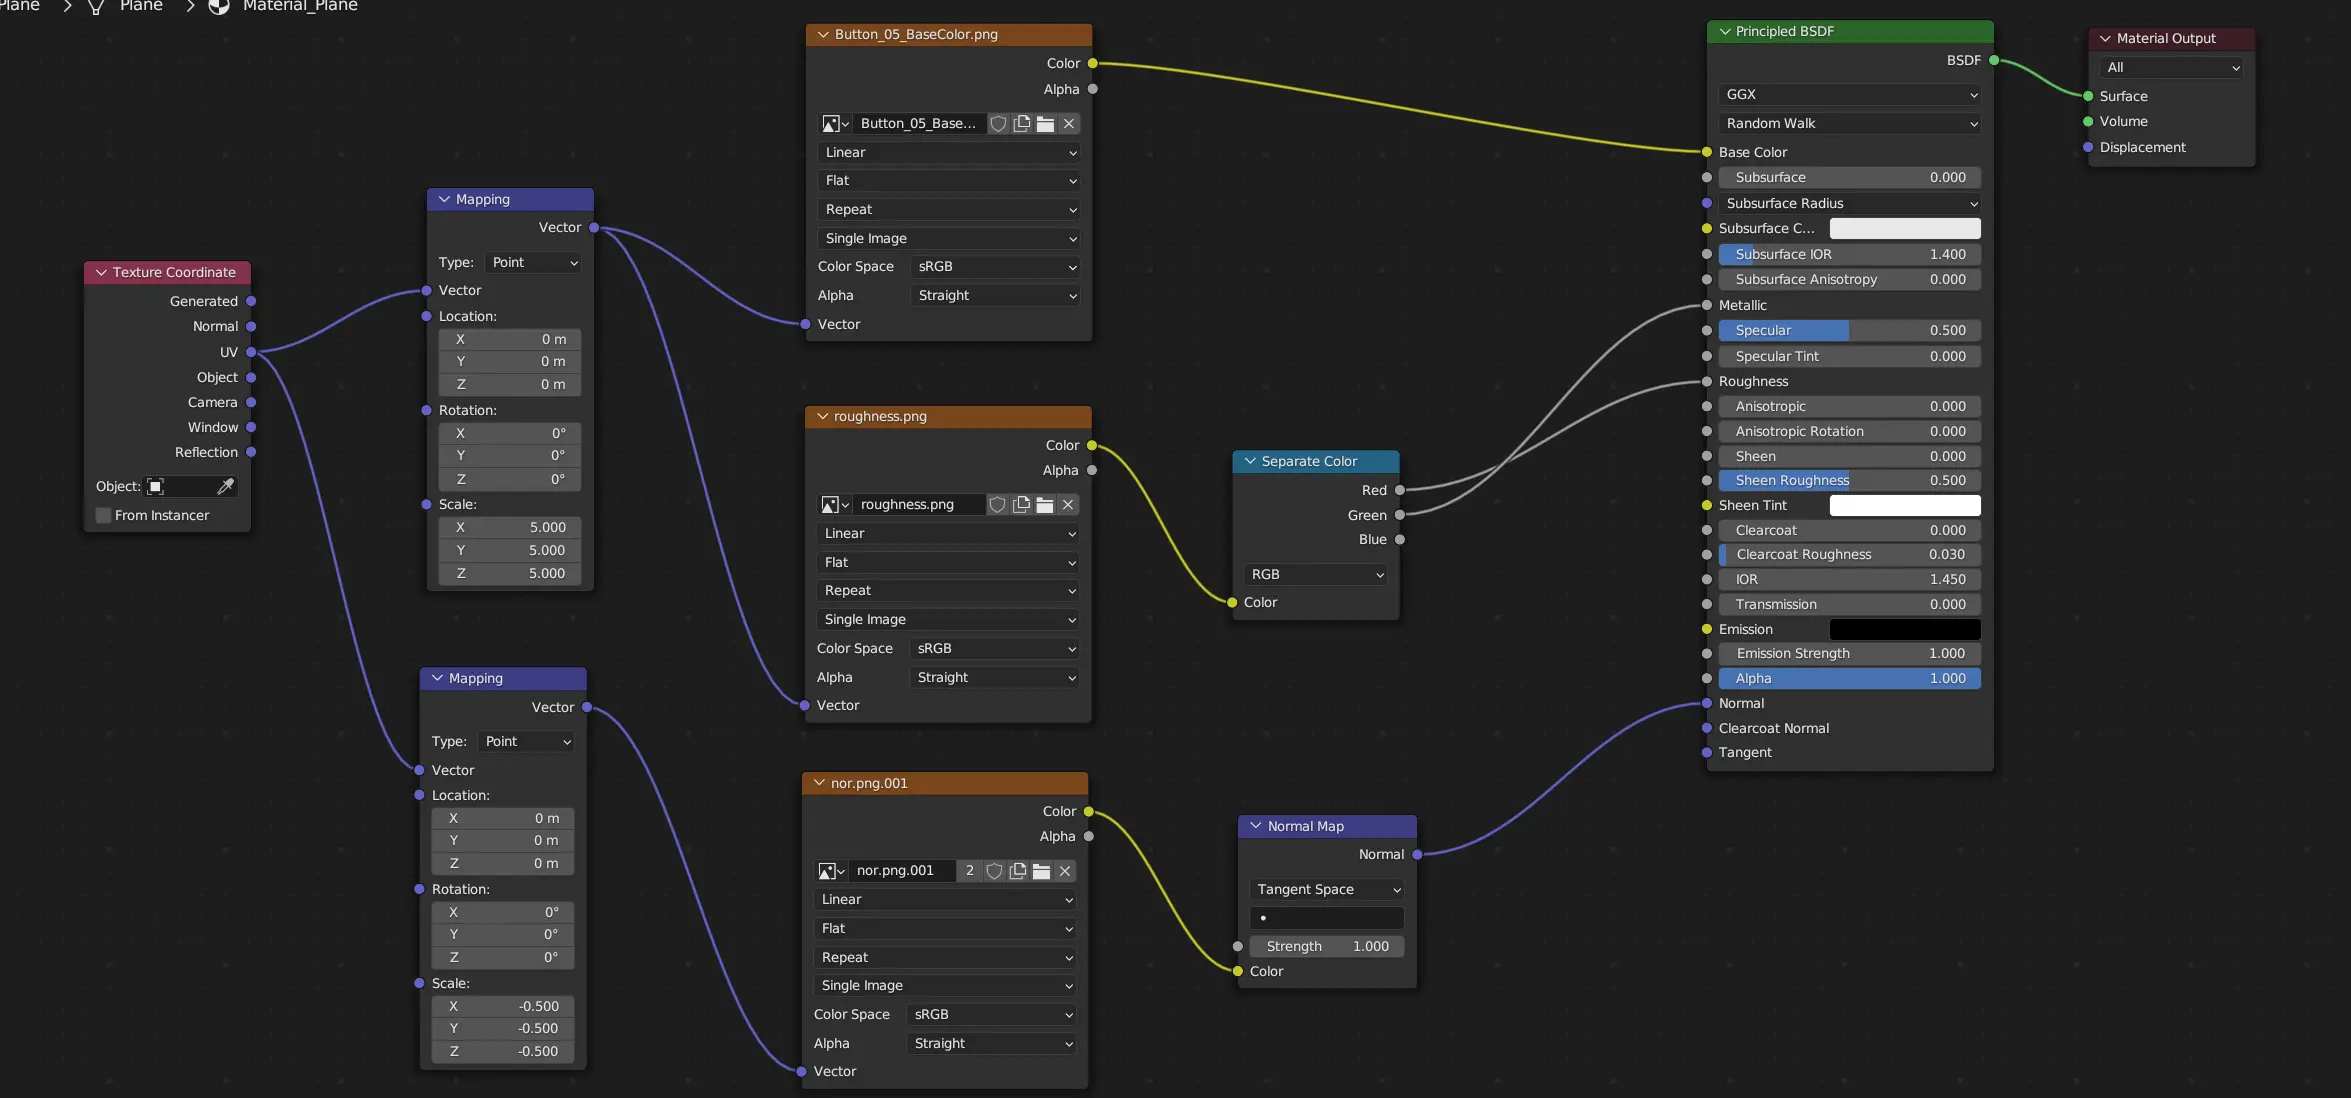 Plane > Plane > Material_Plane
Texture Coordinate
Generated
Normal
UV
Object
Camera
Window
Reflection
Object:
From Instancer
Mapping
Vector
Type: Point
Vector
Location:
X 0 m
Y 0 m
Z 0 m
Rotation:
X 0°
Y 0°
Z 0°
Scale:
X 5.000
Y 5.000
Z 5.000
Mapping
Vector
Type: Point
Vector
Location:
X 0 m
Y 0 m
Z 0 m
Rotation:
X 0°
Y 0°
Z 0°
Scale:
X -0.500
Y -0.500
Z -0.500
Button_05_BaseColor.png
Color
Alpha
Button_05_Base...
Linear
Flat
Repeat
Single Image
Color Space sRGB
Alpha Straight
Vector
roughness.png
Color
Alpha
roughness.png
Linear
Flat
Repeat
Single Image
Color Space sRGB
Alpha Straight
Vector
nor.png.001
Color
Alpha
nor.png.001 2
Linear
Flat
Repeat
Single Image
Color Space sRGB
Alpha Straight
Vector
Separate Color
Red
Green
Blue
RGB
Color
Normal Map
Normal
Tangent Space
Strength 1.000
Color
Principled BSDF
BSDF
GGX
Random Walk
Base Color
Subsurface 0.000
Subsurface Radius
Subsurface C...
Subsurface IOR 1.400
Subsurface Anisotropy 0.000
Metallic
Specular 0.500
Specular Tint 0.000
Roughness
Anisotropic 0.000
Anisotropic Rotation 0.000
Sheen 0.000
Sheen Roughness 0.500
Sheen Tint
Clearcoat 0.000
Clearcoat Roughness 0.030
IOR 1.450
Transmission 0.000
Emission
Emission Strength 1.000
Alpha 1.000
Normal
Clearcoat Normal
Tangent
Material Output
All
Surface
Volume
Displacement